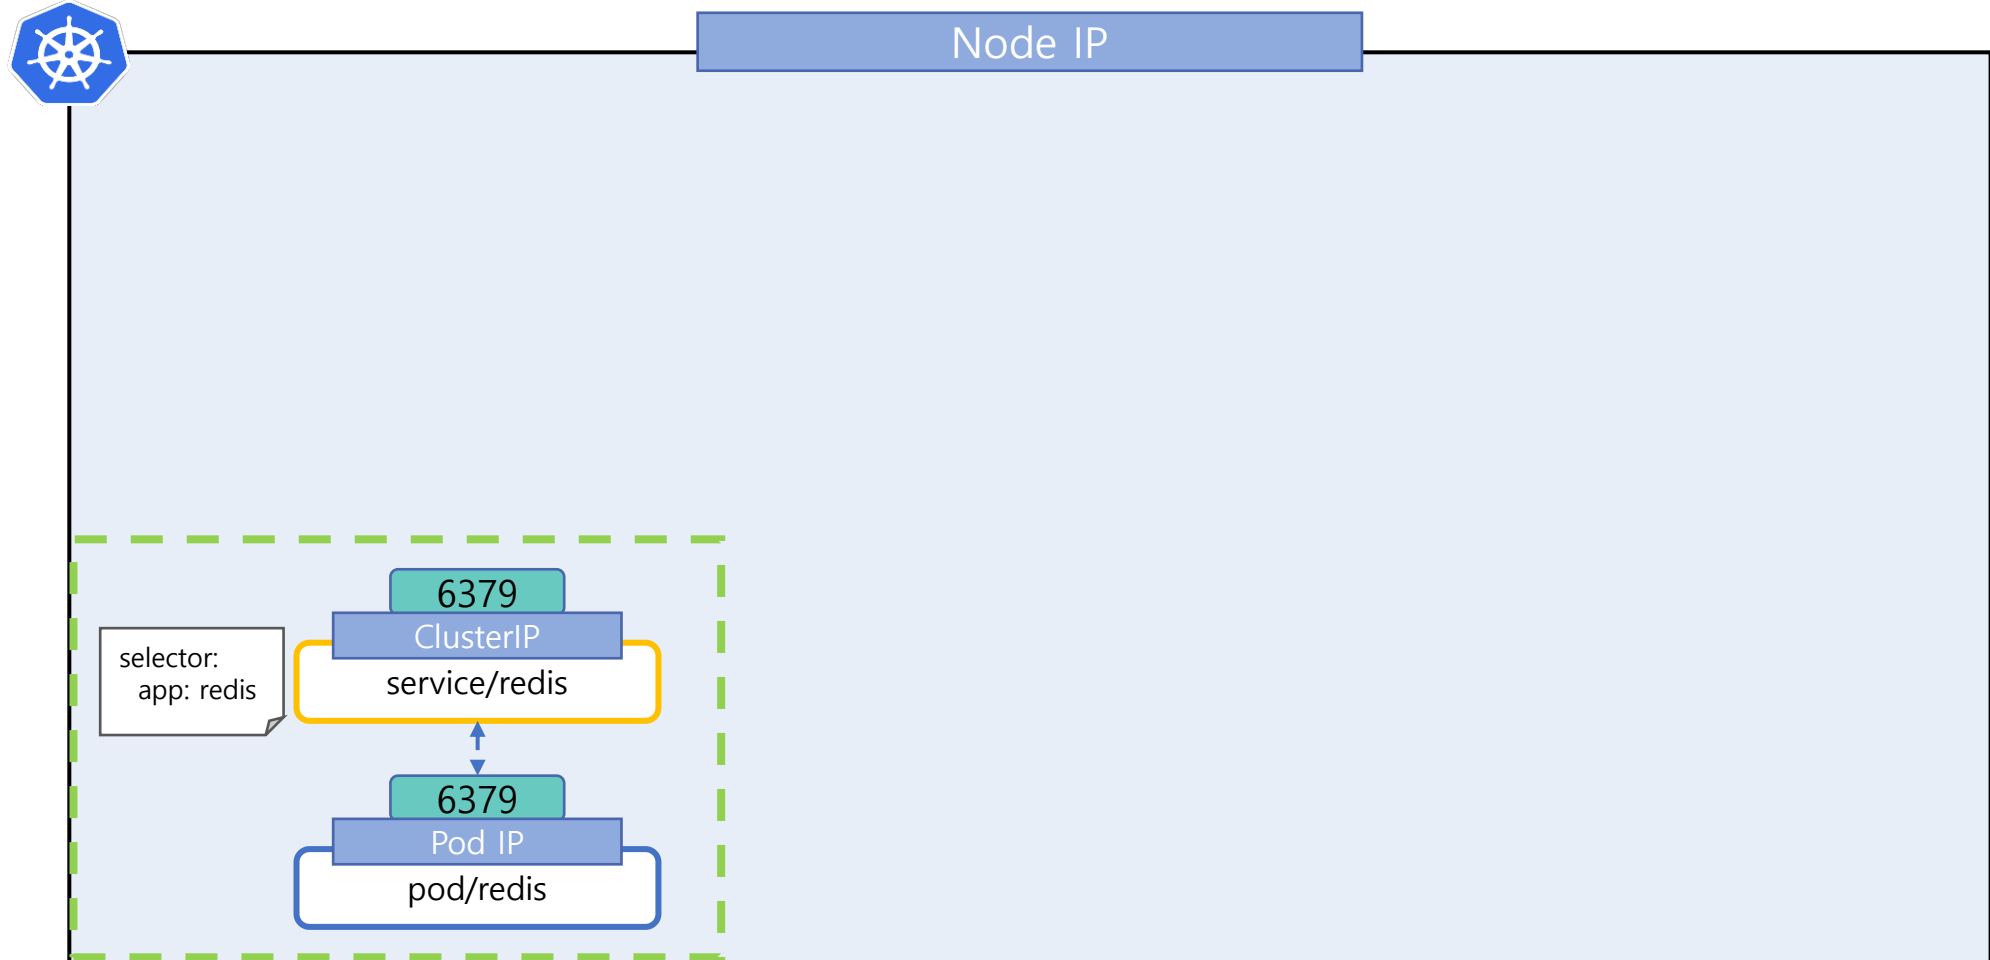 Node IP
6379
ClusterIP
selector:
app: redis
service/redis
6379
Pod IP
pod/redis